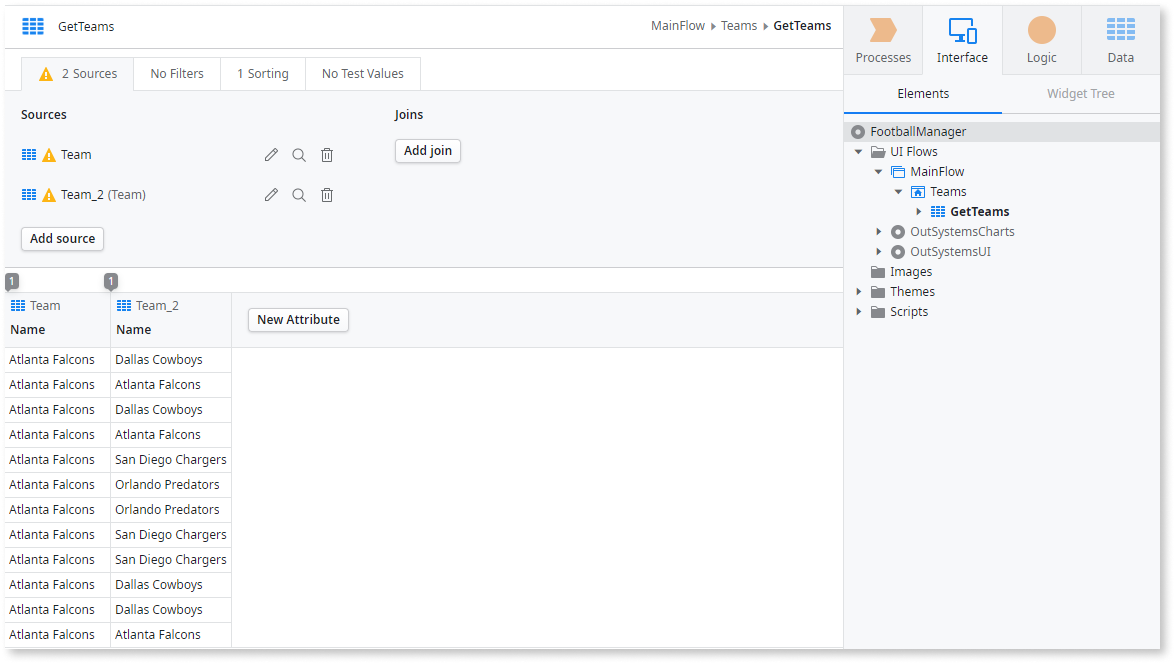 GetTeams
MainFlow Teams GetTeams
2 Sources No Filters 1 Sorting No Test Values
Sources
Joins
Team
Add join
Team_2 (Team)
Add source
1 1
Team Team_2
Name Name
New Attribute
Atlanta Falcons Dallas Cowboys
Atlanta Falcons Atlanta Falcons
Atlanta Falcons Dallas Cowboys
Atlanta Falcons Atlanta Falcons
Atlanta Falcons San Diego Chargers
Atlanta Falcons Orlando Predators
Atlanta Falcons Orlando Predators
Atlanta Falcons San Diego Chargers
Atlanta Falcons San Diego Chargers
Atlanta Falcons Dallas Cowboys
Atlanta Falcons Dallas Cowboys
Atlanta Falcons Atlanta Falcons
Processes Interface Logic Data
Elements Widget Tree
FootballManager
UI Flows
MainFlow
Teams
GetTeams
OutSystemsCharts
OutSystemsUI
Images
Themes
Scripts